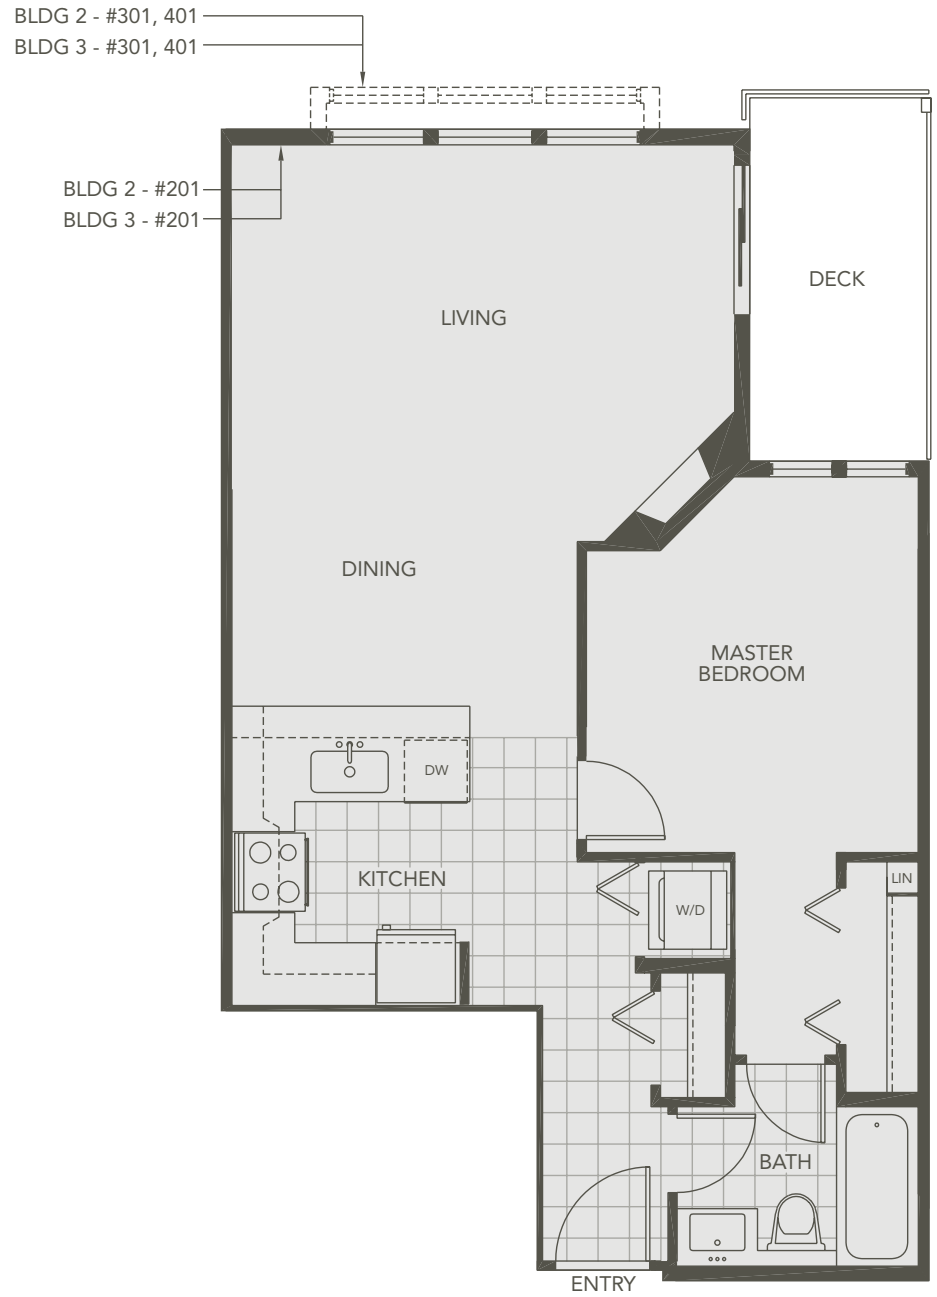 BLDG 2 - #301, 401
BLDG 3 - #301, 401
BLDG 2 - #201
BLDG 3 - #201
DECK
LIVING
DINING
MASTER
BEDROOM
DW
KITCHEN
LIN
W/D
BATH
ENTRY